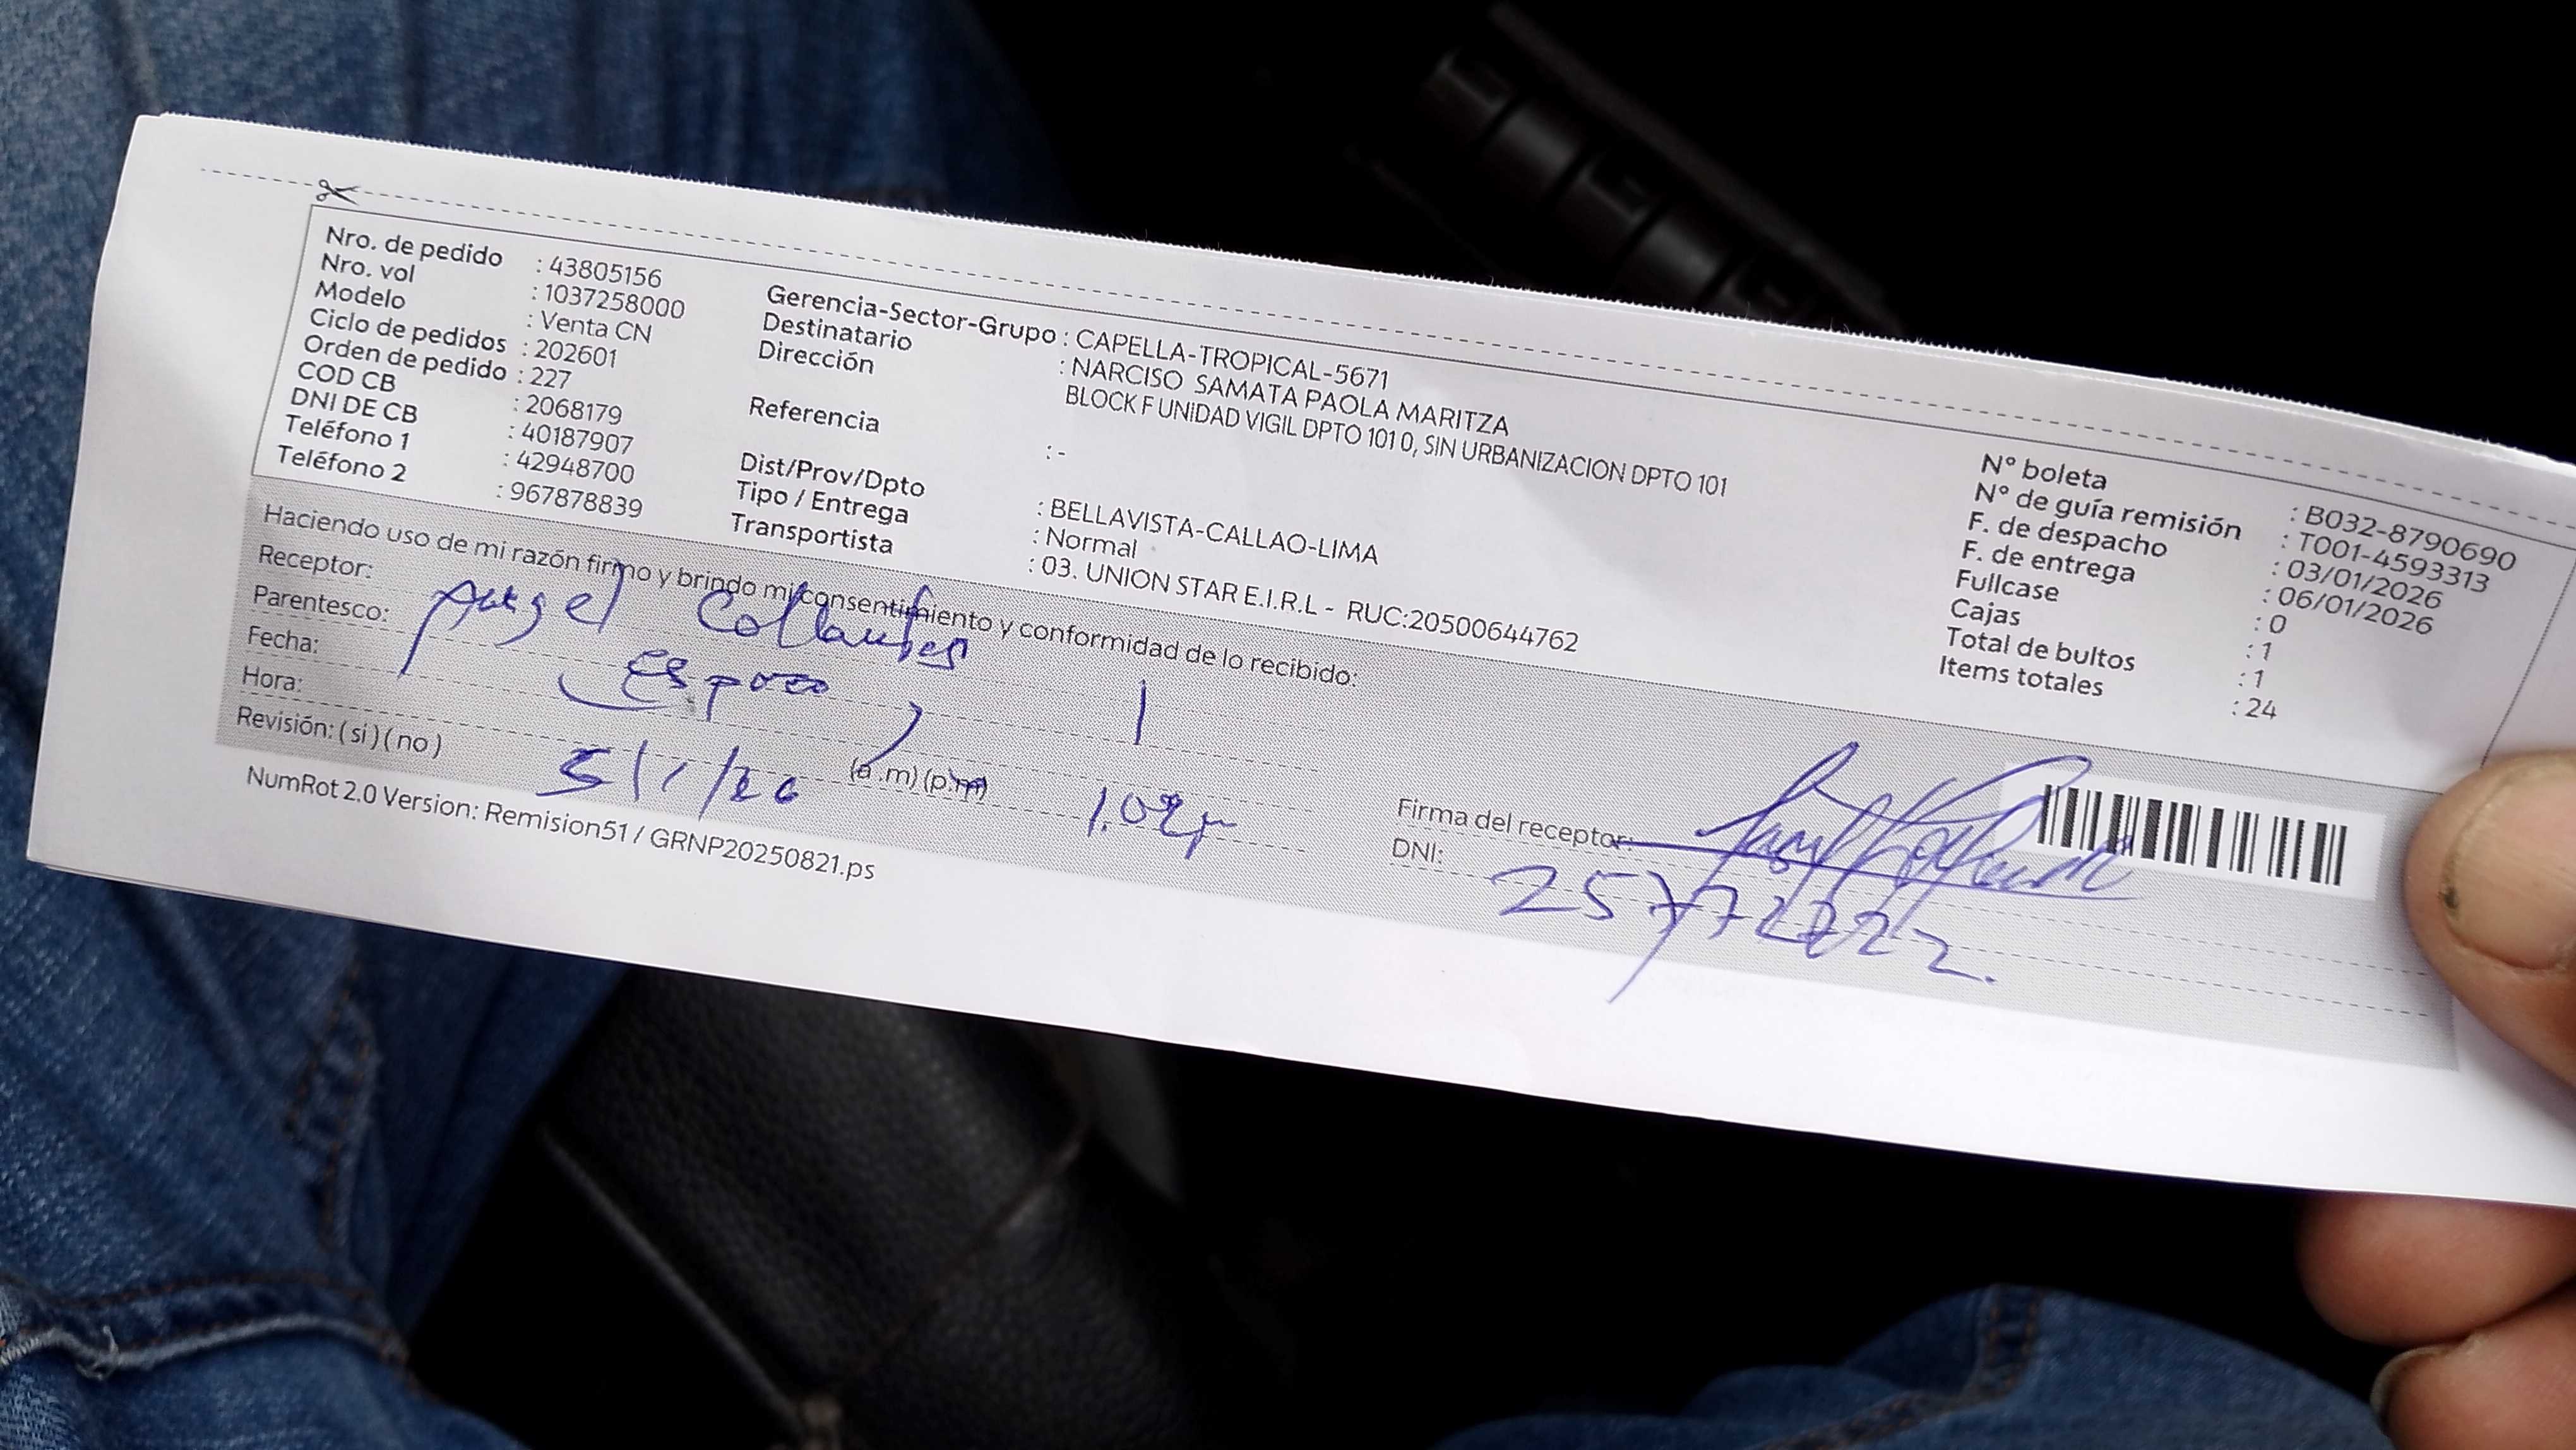 Nro. de pedido : 43805156
Nro. vol : 1037258000
Modelo : Venta CN
Ciclo de pedidos : 202601
Orden de pedido : 227
COD CB : 2068179
DNI DE CB : 40187907
Teléfono 1 : 42948700
Teléfono 2 : 967878839
Gerencia-Sector-Grupo : CAPELLA-TROPICAL-5671
Destinatario : NARCISO SAMATA PAOLA MARITZA
Dirección BLOCK F UNIDAD VIGIL DPTO 101 0, SIN URBANIZACION DPTO 101
Referencia : -
Dist/Prov/Dpto : BELLAVISTA-CALLAO-LIMA
Tipo / Entrega : Normal
Transportista : 03. UNION STAR E.I.R.L - RUC:20500644762
N° boleta : B032-8790690
N° de guía remisión : T001-4593313
F. de despacho : 03/01/2026
F. de entrega : 06/01/2026
Fullcase : 0
Cajas : 1
Total de bultos : 1
Items totales : 24
Haciendo uso de mi razón firmo y brindo mi consentimiento y conformidad de lo recibido:
Receptor: Angel Collantes
Parentesco: esposo
Fecha: 5/1/26
Hora: (a.m) (p.m) 1.02p
Revisión: ( si ) ( no )
Firma del receptor:
DNI: 25772722.
NumRot 2.0 Version: Remision51 / GRNP20250821.ps